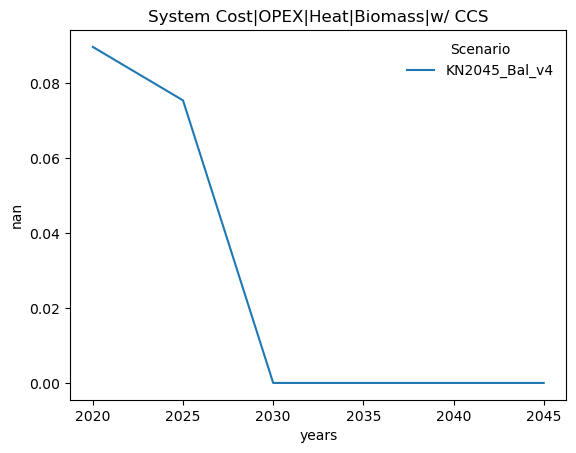 System Cost|OPEX|Heat|Biomass|w/ CCS
Scenario
KN2045_Bal_v4
0.08
0.06
0.04
0.02
0.00
nan
2020 2025 2030 2035 2040 2045
years